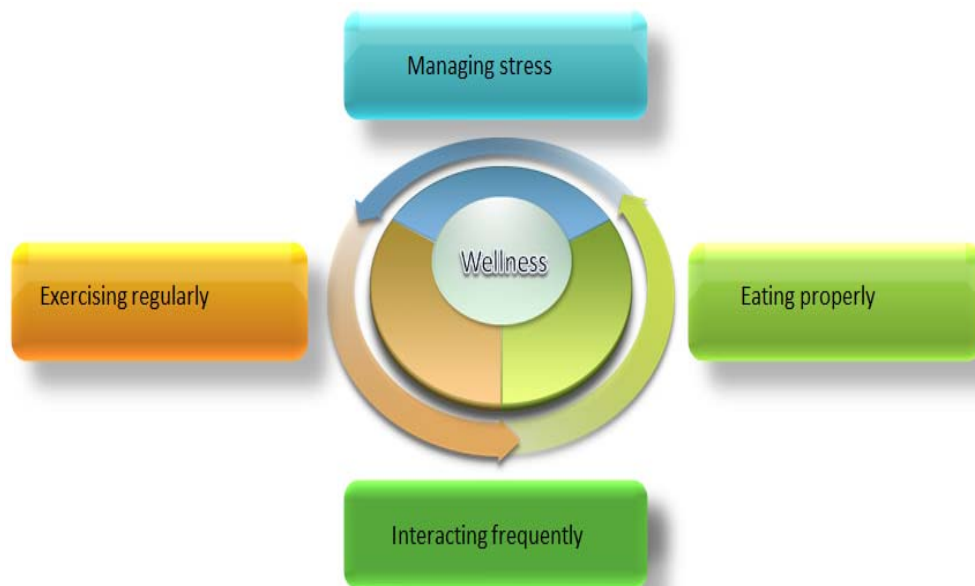 Managing stress
Wellness
Exercising regularly
Eating properly
Interacting frequently